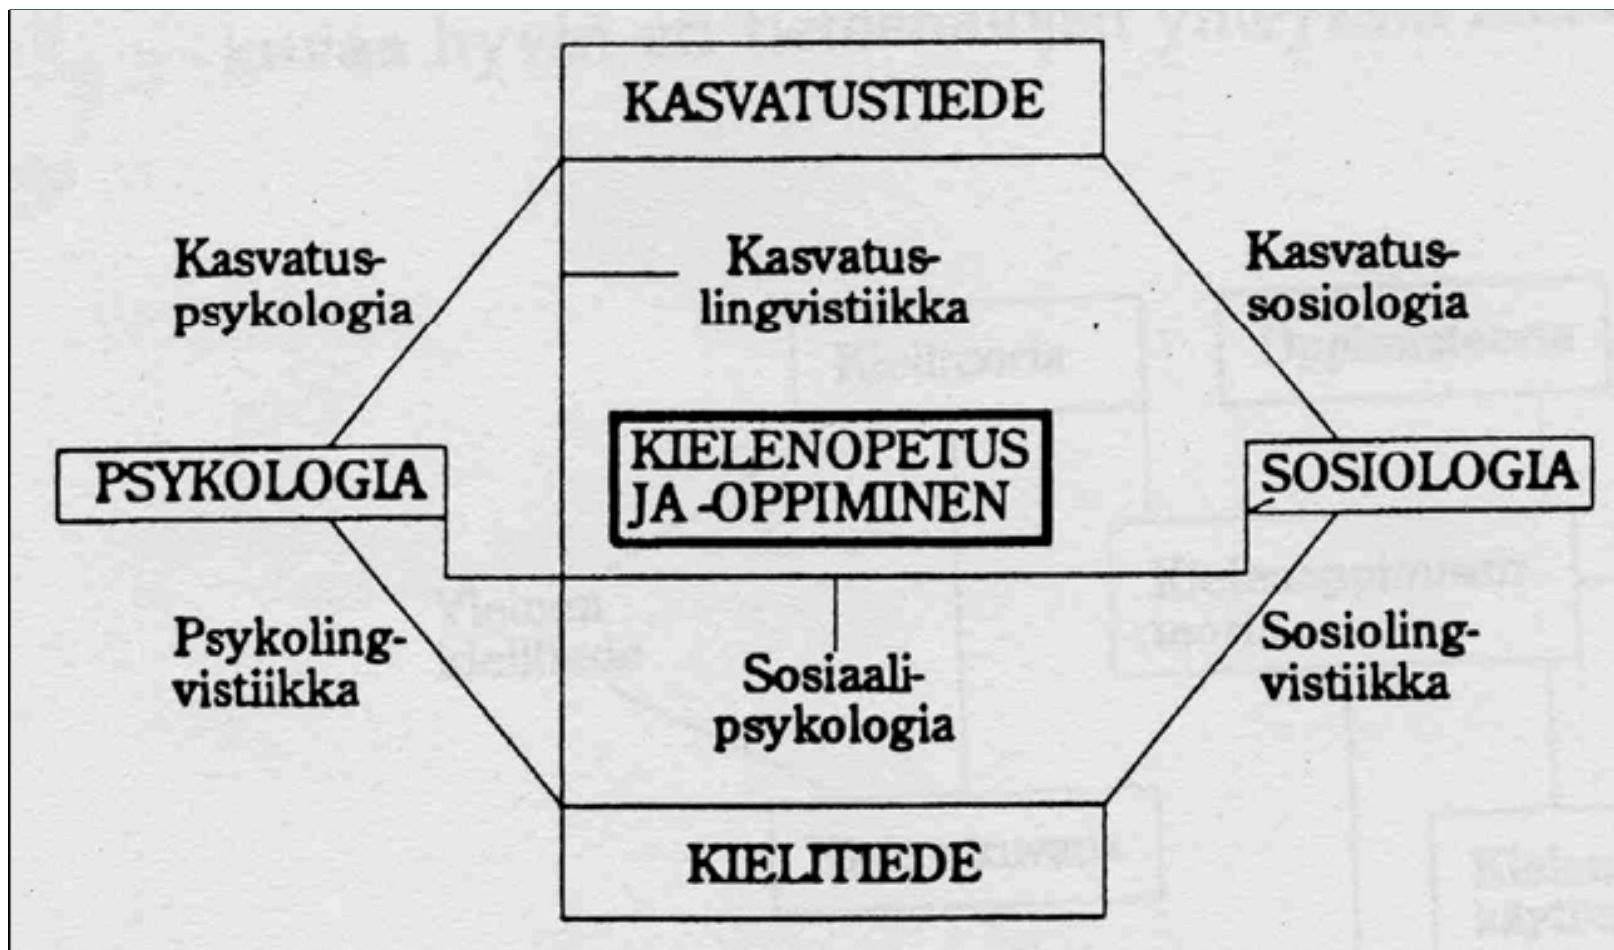 KASVATUSTIEDE
Kasvatus-
psykologia
Kasvatus-
lingvistiikka
Kasvatus-
sosiologia
PSYKOLOGIA
KIELENOPETUS
JA -OPPIMINEN
SOSIOLOGIA
Psykoling-
vistiikka
Sosiaali-
psykologia
Sosioling-
vistiikka
KIELITIEDE